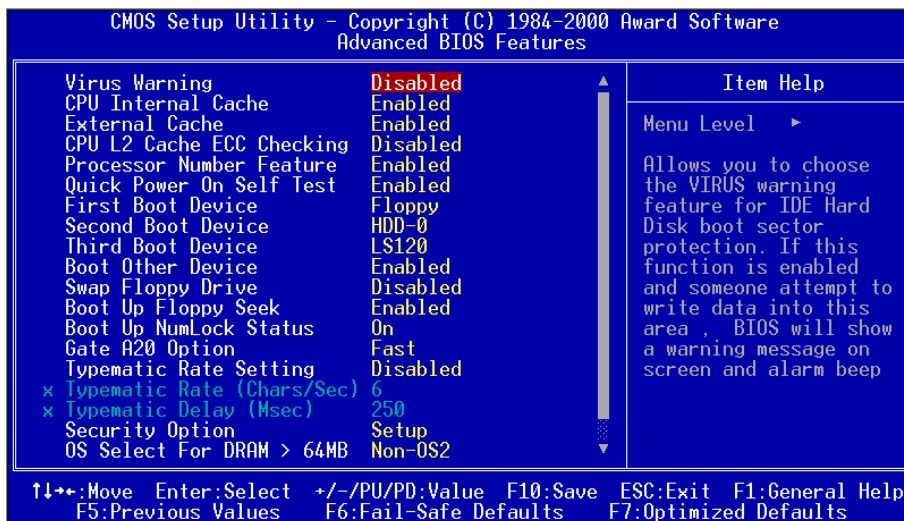 CMOS Setup Utility - Copyright (C) 1984-2000 Award Software
Advanced BIOS Features
Virus Warning Disabled
CPU Internal Cache Enabled
External Cache Enabled
CPU L2 Cache ECC Checking Disabled
Processor Number Feature Enabled
Quick Power On Self Test Enabled
First Boot Device Floppy
Second Boot Device HDD-0
Third Boot Device LS120
Boot Other Device Enabled
Swap Floppy Drive Disabled
Boot Up Floppy Seek Enabled
Boot Up NumLock Status On
Gate A20 Option Fast
Typematic Rate Setting Disabled
x Typematic Rate (Chars/Sec) 6
x Typematic Delay (Msec) 250
Security Option Setup
OS Select For DRAM > 64MB Non-OS2
Item Help
Menu Level ▸
Allows you to choose
the VIRUS warning
feature for IDE Hard
Disk boot sector
protection. If this
function is enabled
and someone attempt to
write data into this
area , BIOS will show
a warning message on
screen and alarm beep
↑↓→←:Move Enter:Select +/-/PU/PD:Value F10:Save ESC:Exit F1:General Help
F5:Previous Values F6:Fail-Safe Defaults F7:Optimized Defaults